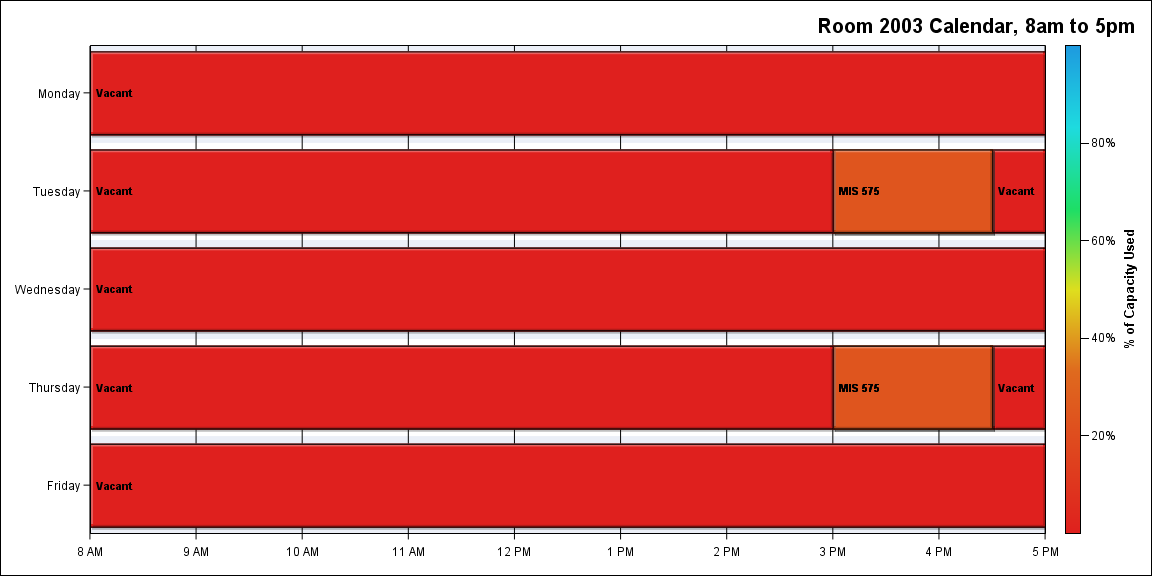 Room 2003 Calendar, 8am to 5pm
Monday
Vacant
80%
Tuesday
Vacant
MIS 575
Vacant
60%
% of Capacity Used
Wednesday
Vacant
40%
Thursday
Vacant
MIS 575
Vacant
20%
Friday
Vacant
8 AM 9 AM 10 AM 11 AM 12 PM 1 PM 2 PM 3 PM 4 PM 5 PM